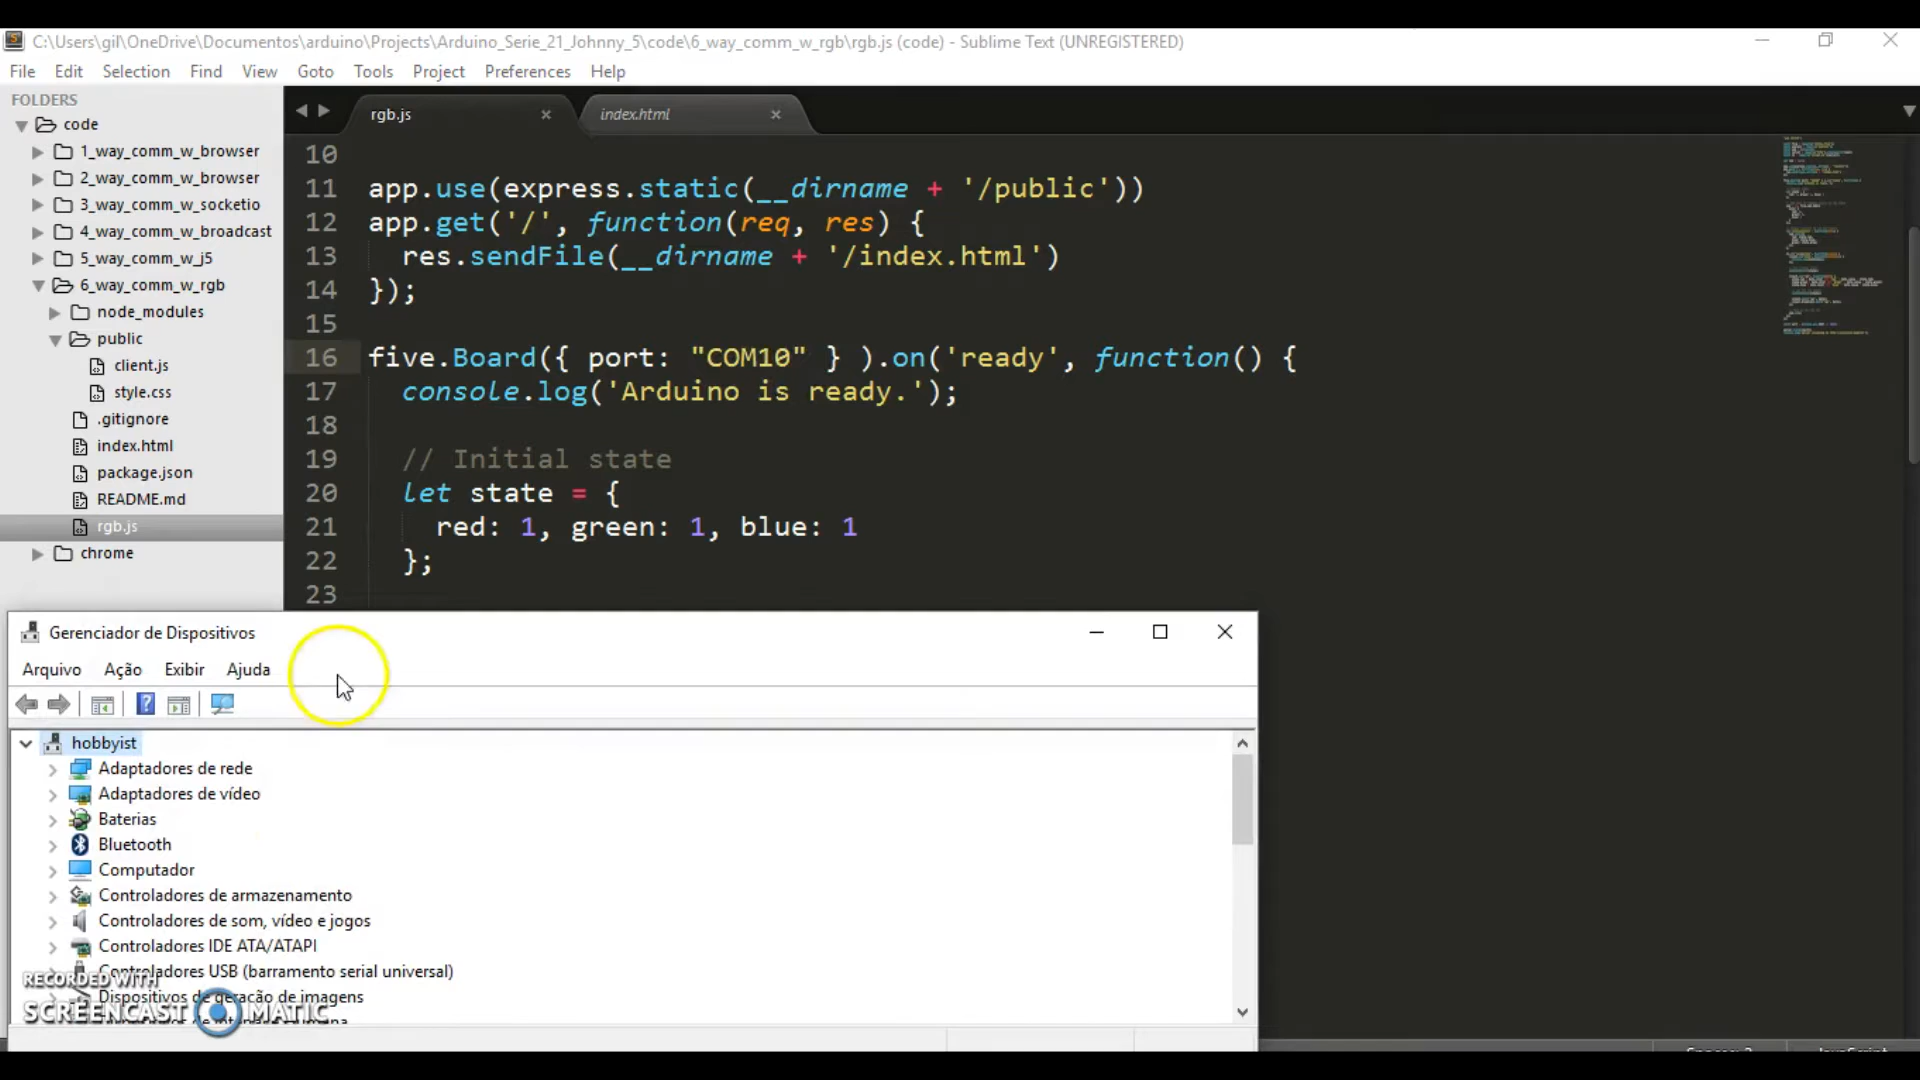 C:\Users\gil\OneDrive\Documentos\arduino\Projects\Arduino_Serie_21_Johnny_5\code\6_way_comm_w_rgb\rgb.js (code) - Sublime Text (UNREGISTERED)
File Edit Selection Find View Goto Tools Project Preferences Help
FOLDERS
code
1_way_comm_w_browser
2_way_comm_w_browser
3_way_comm_w_socketio
4_way_comm_w_broadcast
5_way_comm_w_j5
6_way_comm_w_rgb
node_modules
public
client.js
style.css
.gitignore
index.html
package.json
README.md
rgb.js
chrome
rgb.js index.html
10
11 app.use(express.static(__dirname + '/public'))
12 app.get('/', function(req, res) {
13 res.sendFile(__dirname + '/index.html')
14 });
15
16 five.Board({ port: "COM10" } ).on('ready', function() {
17 console.log('Arduino is ready.');
18
19 // Initial state
20 let state = {
21 red: 1, green: 1, blue: 1
22 };
23
Gerenciador de Dispositivos
Arquivo Ação Exibir Ajuda
hobbyist
Adaptadores de rede
Adaptadores de vídeo
Baterias
Bluetooth
Computador
Controladores de armazenamento
Controladores de som, vídeo e jogos
Controladores IDE ATA/ATAPI
Controladores USB (barramento serial universal)
Dispositivos de geração de imagens
RECORDED WITH
SCREENCAST MATIC